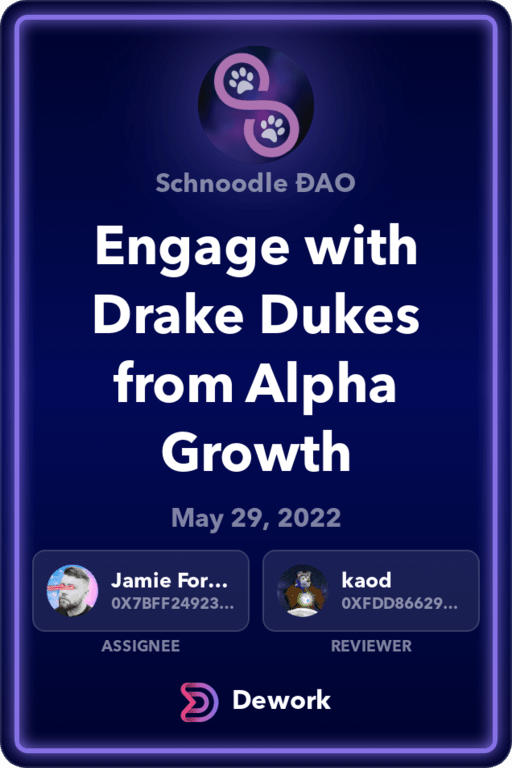 Schnoodle ÐAO
Engage with
Drake Dukes
from Alpha
Growth
May 29, 2022
Jamie For...
0X7BFF24923...
kaod
0XFDD86629...
ASSIGNEE
REVIEWER
Dework